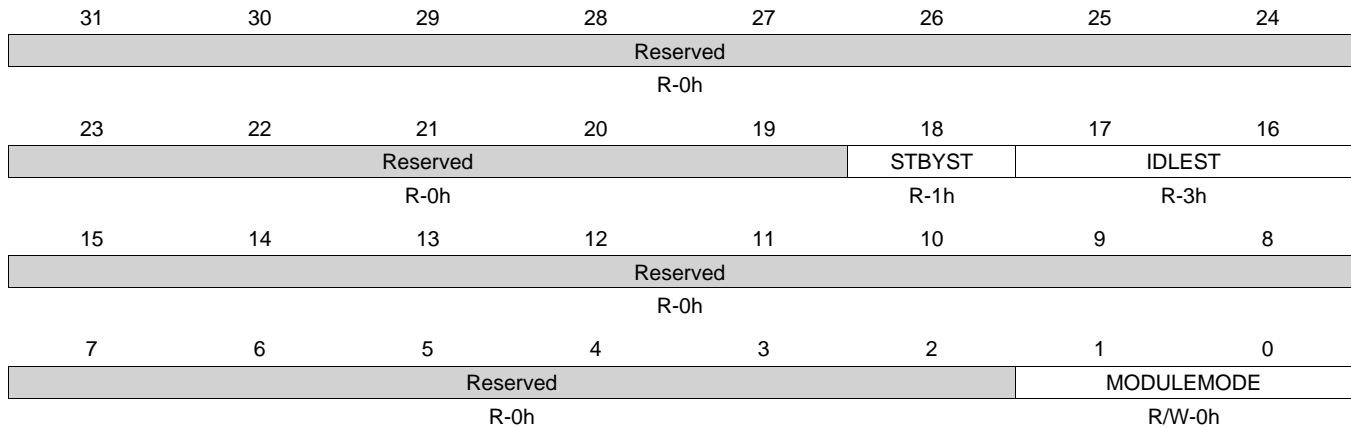 31 30 29 28 27 26 25 24
Reserved
R-0h
23 22 21 20 19 18 17 16
Reserved STBYST IDLEST
R-0h R-1h R-3h
15 14 13 12 11 10 9 8
Reserved
R-0h
7 6 5 4 3 2 1 0
Reserved MODULEMODE
R-0h R/W-0h